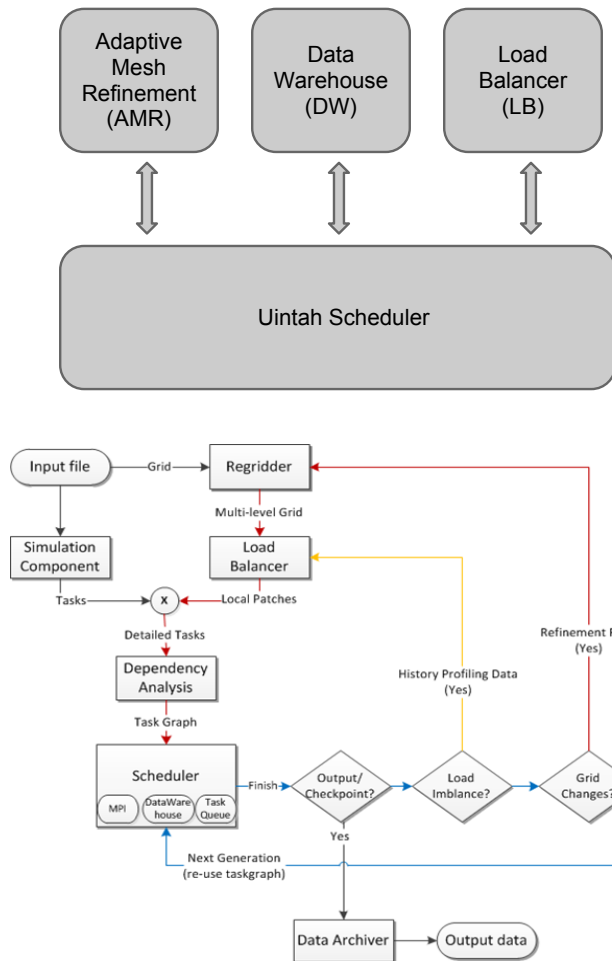 Adaptive
Mesh
Refinement
(AMR)
Data
Warehouse
(DW)
Load
Balancer
(LB)
Uintah Scheduler
Input file
Grid
Regridder
Multi-level Grid
Simulation
Component
Load
Balancer
Tasks
X
Local Patches
Detailed Tasks
Dependency
Analysis
Task Graph
History Profiling Data
(Yes)
Refinement
(Yes)
Scheduler
MPI
DataWare
house
Task
Queue
Finish
Output/
Checkpoint?
Load
Imblance?
Grid
Changes?
Yes
Next Generation
(re-use taskgraph)
Data Archiver
Output data